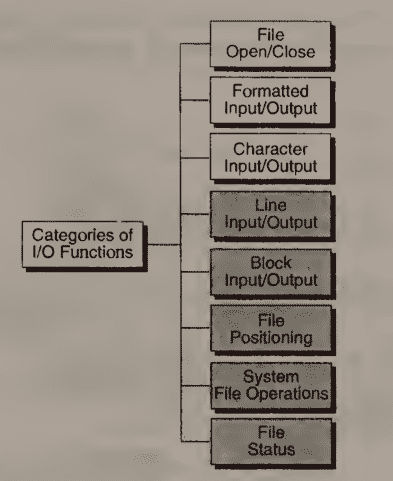 File
Open/Close
Formatted
Input/Output
Character
Input/Output
Line
Input/Output
Categories of
I/O Functions
Block
Input/Output
File
Positioning
System
File Operations
File
Status